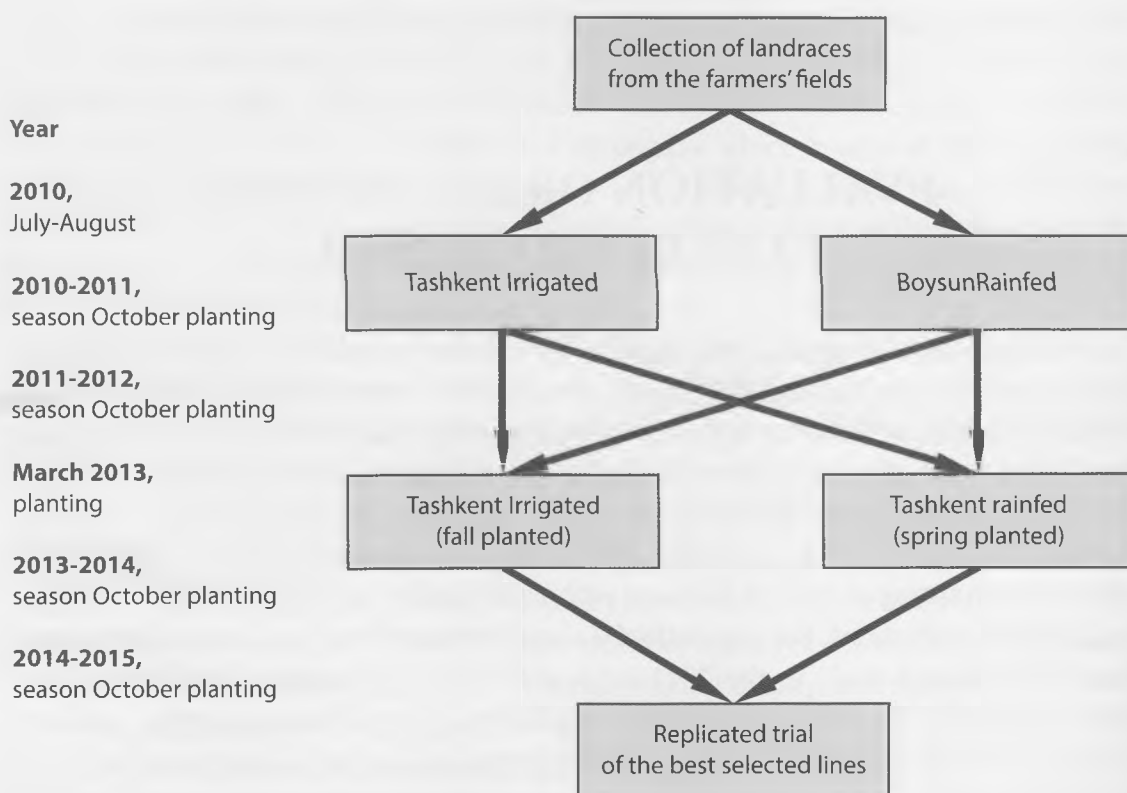 Collection of landraces
from the farmers' fields
Year
2010,
July-August
Tashkent Irrigated
BoysunRainfed
2010-2011,
season October planting
2011-2012,
season October planting
March 2013,
planting
Tashkent Irrigated
(fall planted)
Tashkent rainfed
(spring planted)
2013-2014,
season October planting
2014-2015,
season October planting
Replicated trial
of the best selected lines